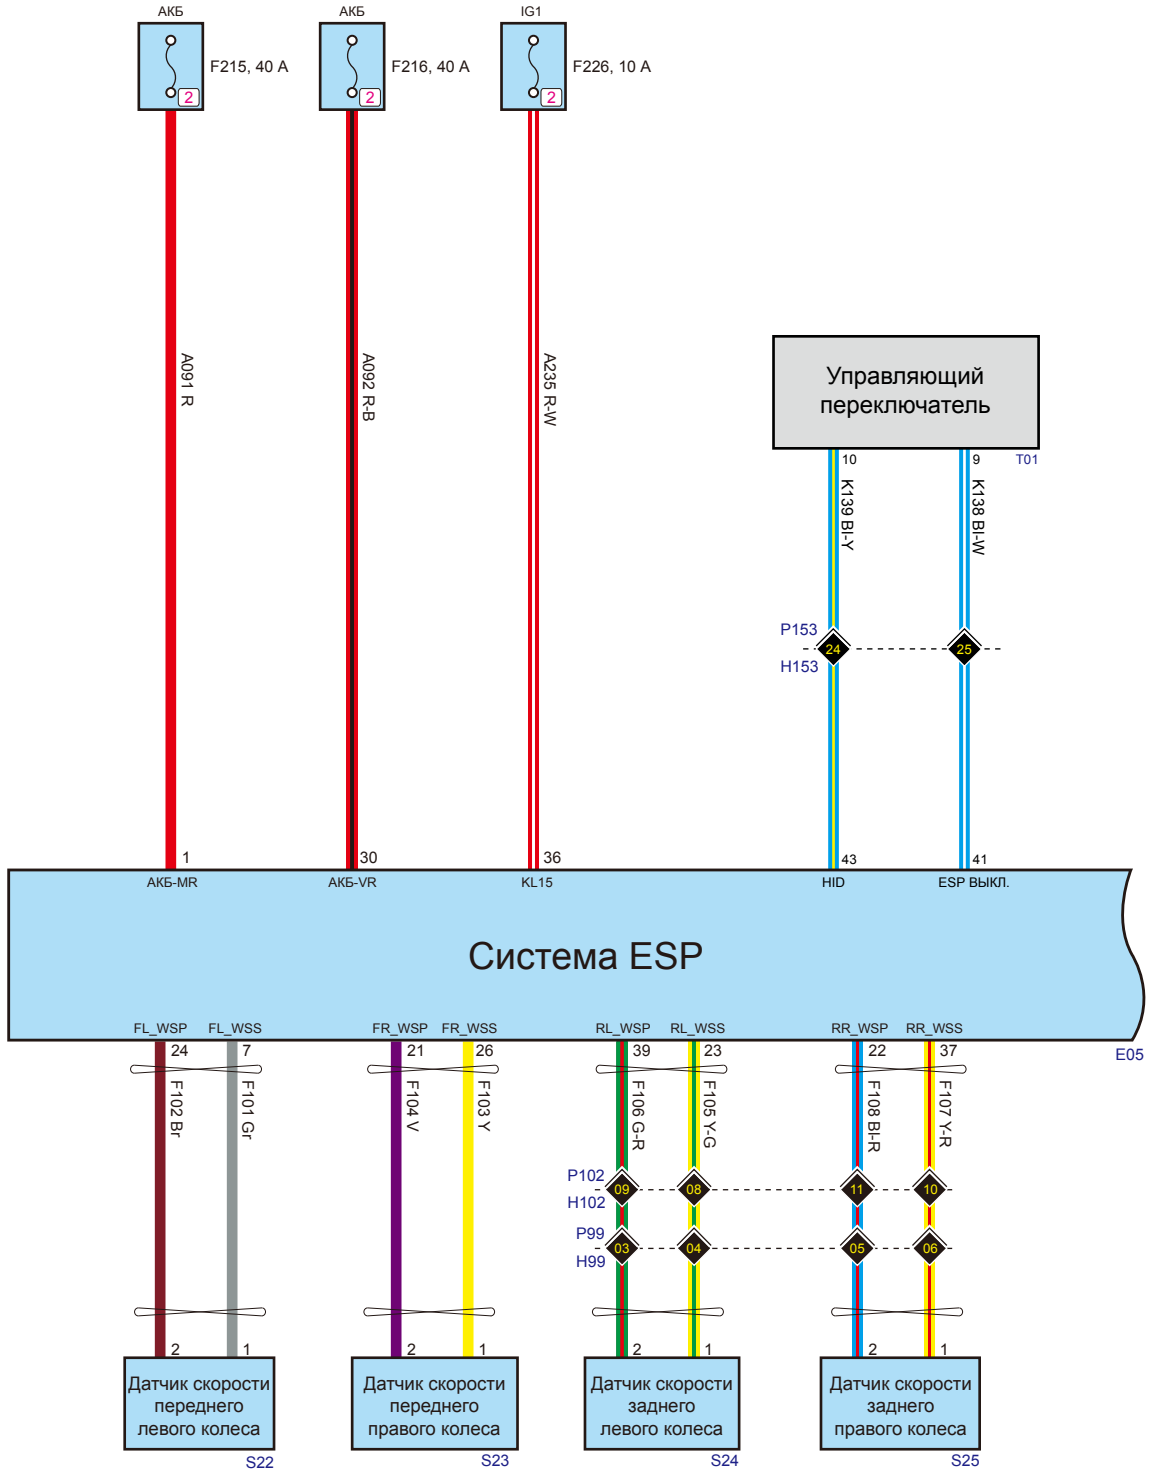 АКБ
АКБ
IG1
F215, 40 A
F216, 40 A
F226, 10 A
2
2
2
A091 R
A092 R-B
A235 R-W
Управляющий
переключатель
10
9
T01
K139 Bl-Y
K138 Bl-W
P153
24
25
H153
1
30
36
43
41
АКБ-MR
АКБ-VR
KL15
HID
ESP ВЫКЛ.
Система ESP
FL_WSP
FL_WSS
FR_WSP
FR_WSS
RL_WSP
RL_WSS
RR_WSP
RR_WSS
24
7
21
26
39
23
22
37
E05
F102 Br
F101 Gr
F104 V
F103 Y
F106 G-R
F105 Y-G
F108 Bl-R
F107 Y-R
P102
09
08
11
10
H102
P99
03
04
05
06
H99
2
1
2
1
2
1
2
1
Датчик скорости
переднего
левого колеса
Датчик скорости
переднего
правого колеса
Датчик скорости
заднего
левого колеса
Датчик скорости
заднего
правого колеса
S22
S23
S24
S25